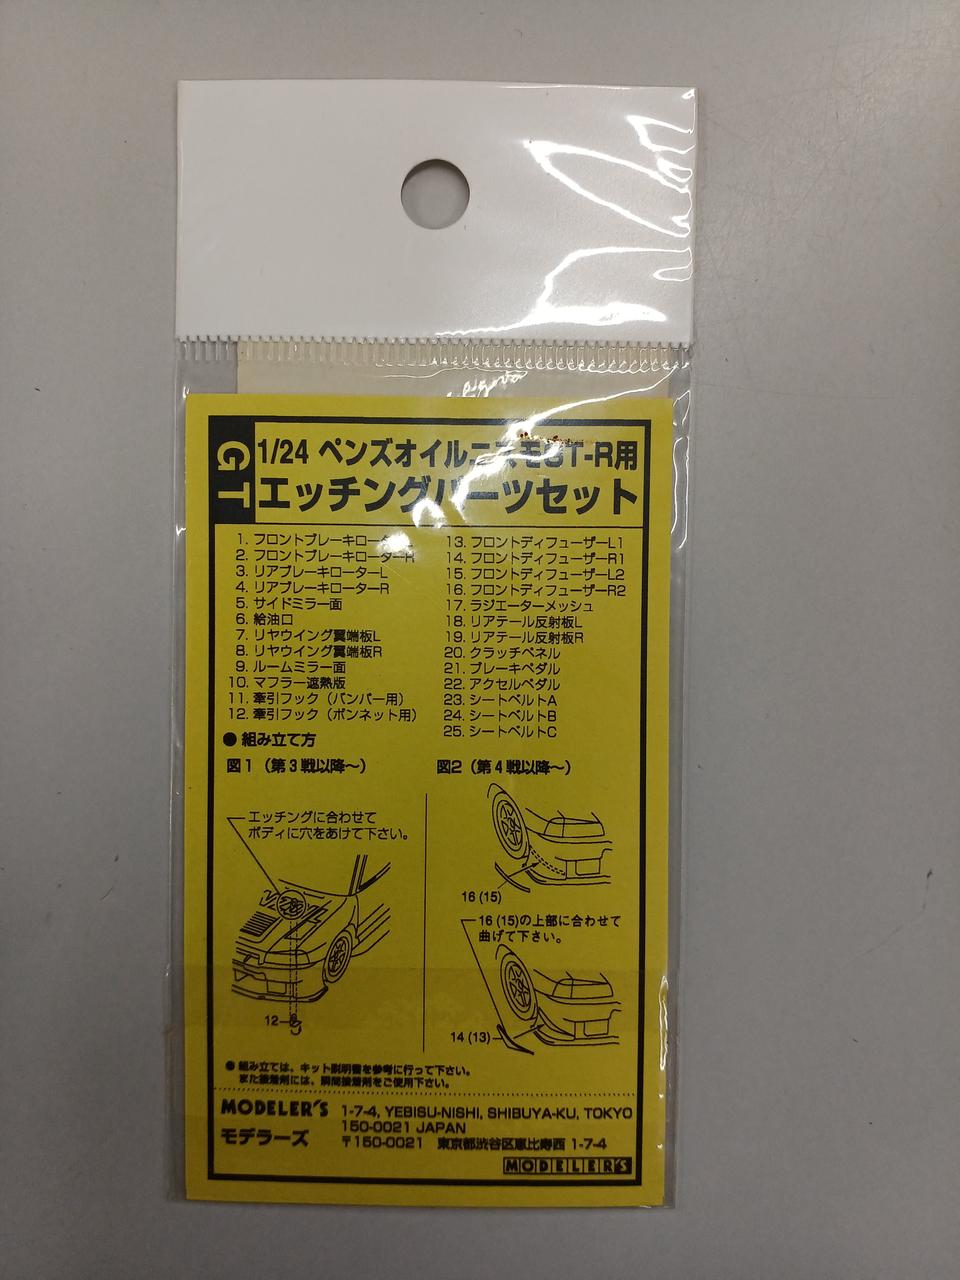 GT
1/24 ペンズオイルニスモGT-R用
エッチングパーツセット
1. フロントブレーキローターL
2. フロントブレーキローターR
3. リアブレーキローターL
4. リアブレーキローターR
5. サイドミラー面
6. 給油口
7. リヤウイング翼端板L
8. リヤウイング翼端板R
9. ルームミラー面
10. マフラー遮熱版
11. 牽引フック（バンパー用）
12. 牽引フック（ボンネット用）
13. フロントディフューザーL1
14. フロントディフューザーR1
15. フロントディフューザーL2
16. フロントディフューザーR2
17. ラジエーターメッシュ
18. リアテール反射板L
19. リアテール反射板R
20. クラッチペネル
21. ブレーキペダル
22. アクセルペダル
23. シートベルトA
24. シートベルトB
25. シートベルトC
● 組み立て方
図1（第3戦以降〜）
エッチングに合わせて
ボディに穴をあけて下さい。
12
図2（第4戦以降〜）
16 (15)
16 (15)の上部に合わせて
曲げて下さい。
14 (13)
● 組み立ては、キット説明書を参考に行って下さい。
また接着剤には、瞬間接着剤をご使用下さい。
MODELER'S
モデラーズ
1-7-4, YEBISU-NISHI, SHIBUYA-KU, TOKYO
150-0021 JAPAN
〒150-0021 東京都渋谷区恵比寿西 1-7-4
MODELER'S